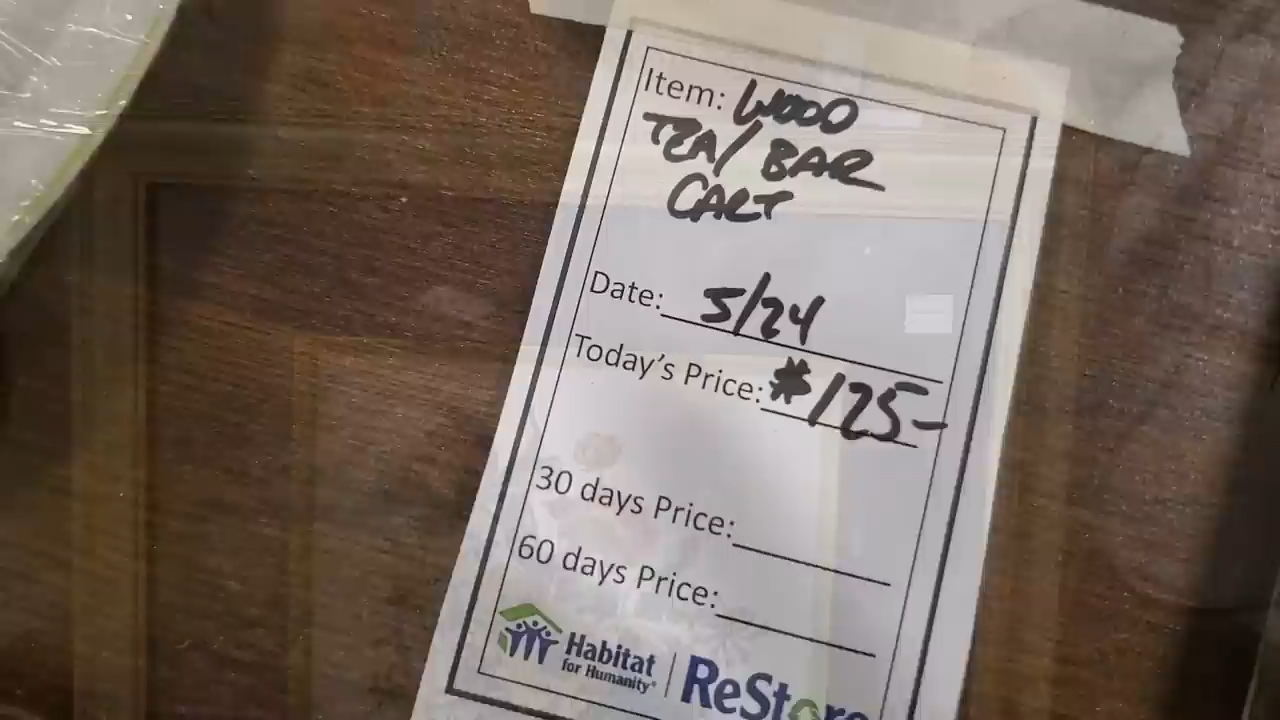 Item: WOOD
TEA/BAR
CART
Date: 5/24
Today's Price: $125-
30 days Price:
60 days Price:
Habitat
for Humanity®
ReStore